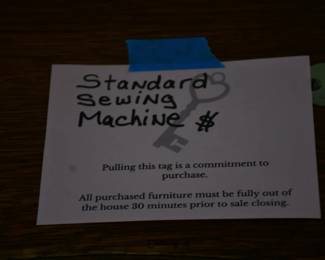 Standard
Sewing
Machine $
Pulling this tag is a commitment to
purchase.
All purchased furniture must be fully out of
the house 30 minutes prior to sale closing.